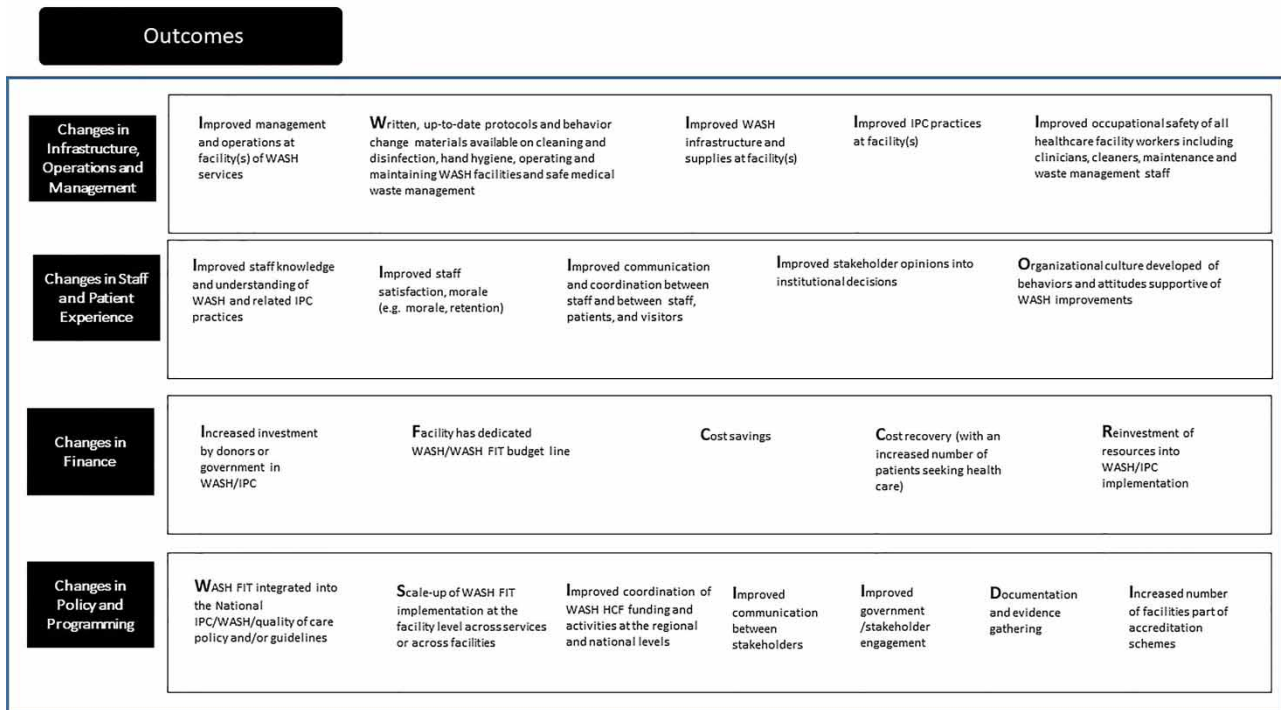 Outcomes
Changes in
Infrastructure,
Operations and
Management
Improved management
and operations at
facility(s) of WASH
services
Written, up-to-date protocols and behavior
change materials available on cleaning and
disinfection, hand hygiene, operating and
maintaining WASH facilities and safe medical
waste management
Improved WASH
infrastructure and
supplies at facility(s)
Improved IPC practices
at facility(s)
Improved occupational safety of all
healthcare facility workers including
clinicians, cleaners, maintenance and
waste management staff
Changes in Staff
and Patient
Experience
Improved staff knowledge
and understanding of
WASH and related IPC
practices
Improved staff
satisfaction, morale
(e.g. morale, retention)
Improved communication
and coordination between
staff and between staff,
patients, and visitors
Improved stakeholder opinions into
institutional decisions
Organizational culture developed of
behaviors and attitudes supportive of
WASH improvements
Changes in
Finance
Increased investment
by donors or
government in
WASH/IPC
Facility has dedicated
WASH/WASH FIT budget line
Cost savings
Cost recovery (with an
increased number of
patients seeking health
care)
Reinvestment of
resources into
WASH/IPC
implementation
Changes in
Policy and
Programming
WASH FIT integrated into
the National
IPC/WASH/quality of care
policy and/or guidelines
Scale-up of WASH FIT
implementation at the
facility level across services
or across facilities
Improved coordination of
WASH HCF funding and
activities at the regional
and national levels
Improved
communication
between
stakeholders
Improved
government
/stakeholder
engagement
Documentation
and evidence
gathering
Increased number
of facilities part of
accreditation
schemes